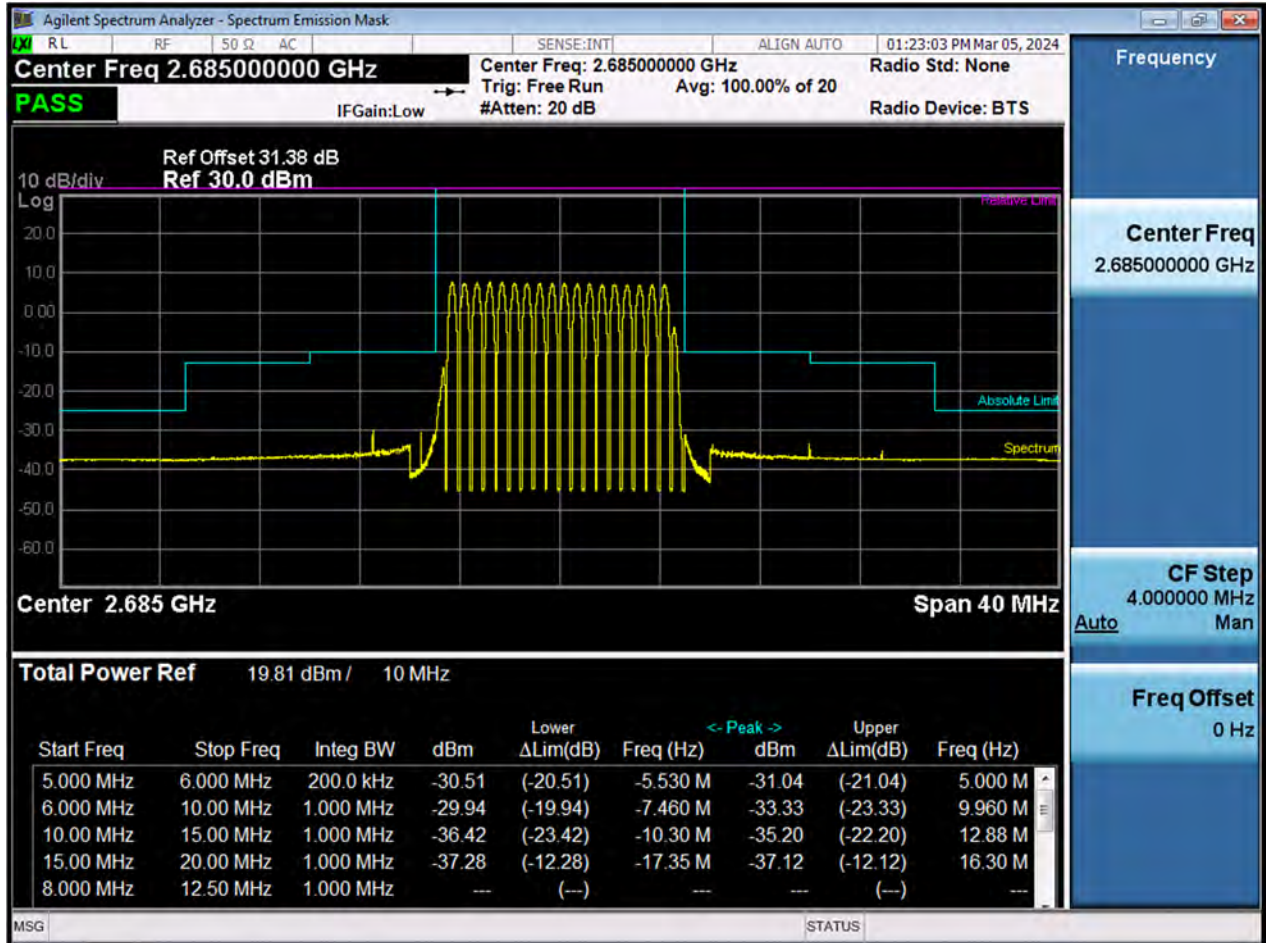 Agilent Spectrum Analyzer - Spectrum Emission Mask
LXI RL RF 50 Ω AC SENSE:INT ALIGN AUTO 01:23:03 PM Mar 05, 2024
Center Freq 2.685000000 GHz
PASS
IFGain:Low
Center Freq: 2.685000000 GHz
Trig: Free Run Avg: 100.00% of 20
#Atten: 20 dB
Radio Std: None
Radio Device: BTS
Ref Offset 31.38 dB
10 dB/div Ref 30.0 dBm
Log
Relative Limit
20.0
10.0
0.00
-10.0
-20.0
Absolute Limit
-30.0
Spectrum
-40.0
-50.0
-60.0
Center 2.685 GHz Span 40 MHz
Total Power Ref 19.81 dBm / 10 MHz
Lower <- Peak -> Upper
Start Freq Stop Freq Integ BW dBm ΔLim(dB) Freq (Hz) dBm ΔLim(dB) Freq (Hz)
5.000 MHz 6.000 MHz 200.0 kHz -30.51 (-20.51) -5.530 M -31.04 (-21.04) 5.000 M
6.000 MHz 10.00 MHz 1.000 MHz -29.94 (-19.94) -7.460 M -33.33 (-23.33) 9.960 M
10.00 MHz 15.00 MHz 1.000 MHz -36.42 (-23.42) -10.30 M -35.20 (-22.20) 12.88 M
15.00 MHz 20.00 MHz 1.000 MHz -37.28 (-12.28) -17.35 M -37.12 (-12.12) 16.30 M
8.000 MHz 12.50 MHz 1.000 MHz --- (---) --- --- (---) ---
MSG STATUS
Frequency
Center Freq
2.685000000 GHz
CF Step
4.000000 MHz
Auto Man
Freq Offset
0 Hz